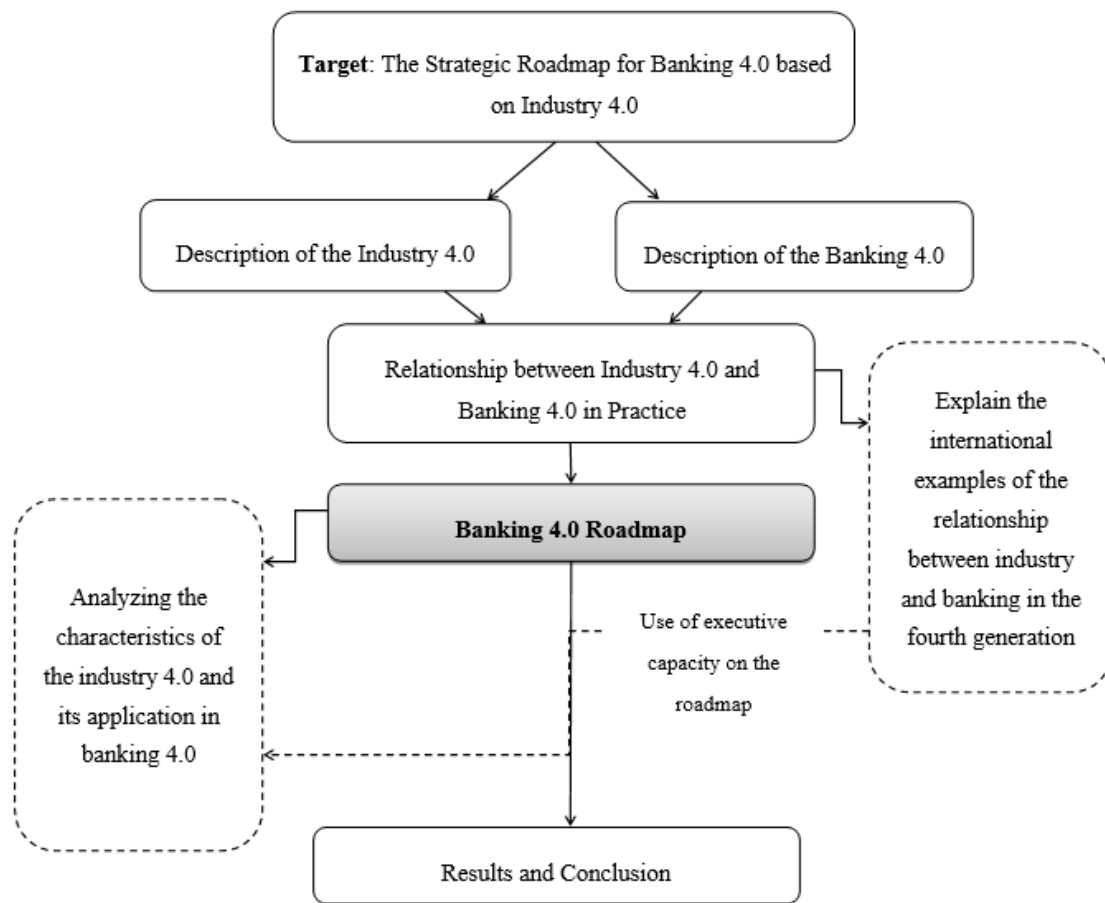 Target: The Strategic Roadmap for Banking 4.0 based
on Industry 4.0
Description of the Industry 4.0
Description of the Banking 4.0
Relationship between Industry 4.0 and
Banking 4.0 in Practice
Explain the
international
examples of the
relationship
between industry
and banking in the
fourth generation
Banking 4.0 Roadmap
Analyzing the
characteristics of
the industry 4.0 and
its application in
banking 4.0
Use of executive
capacity on the
roadmap
Results and Conclusion